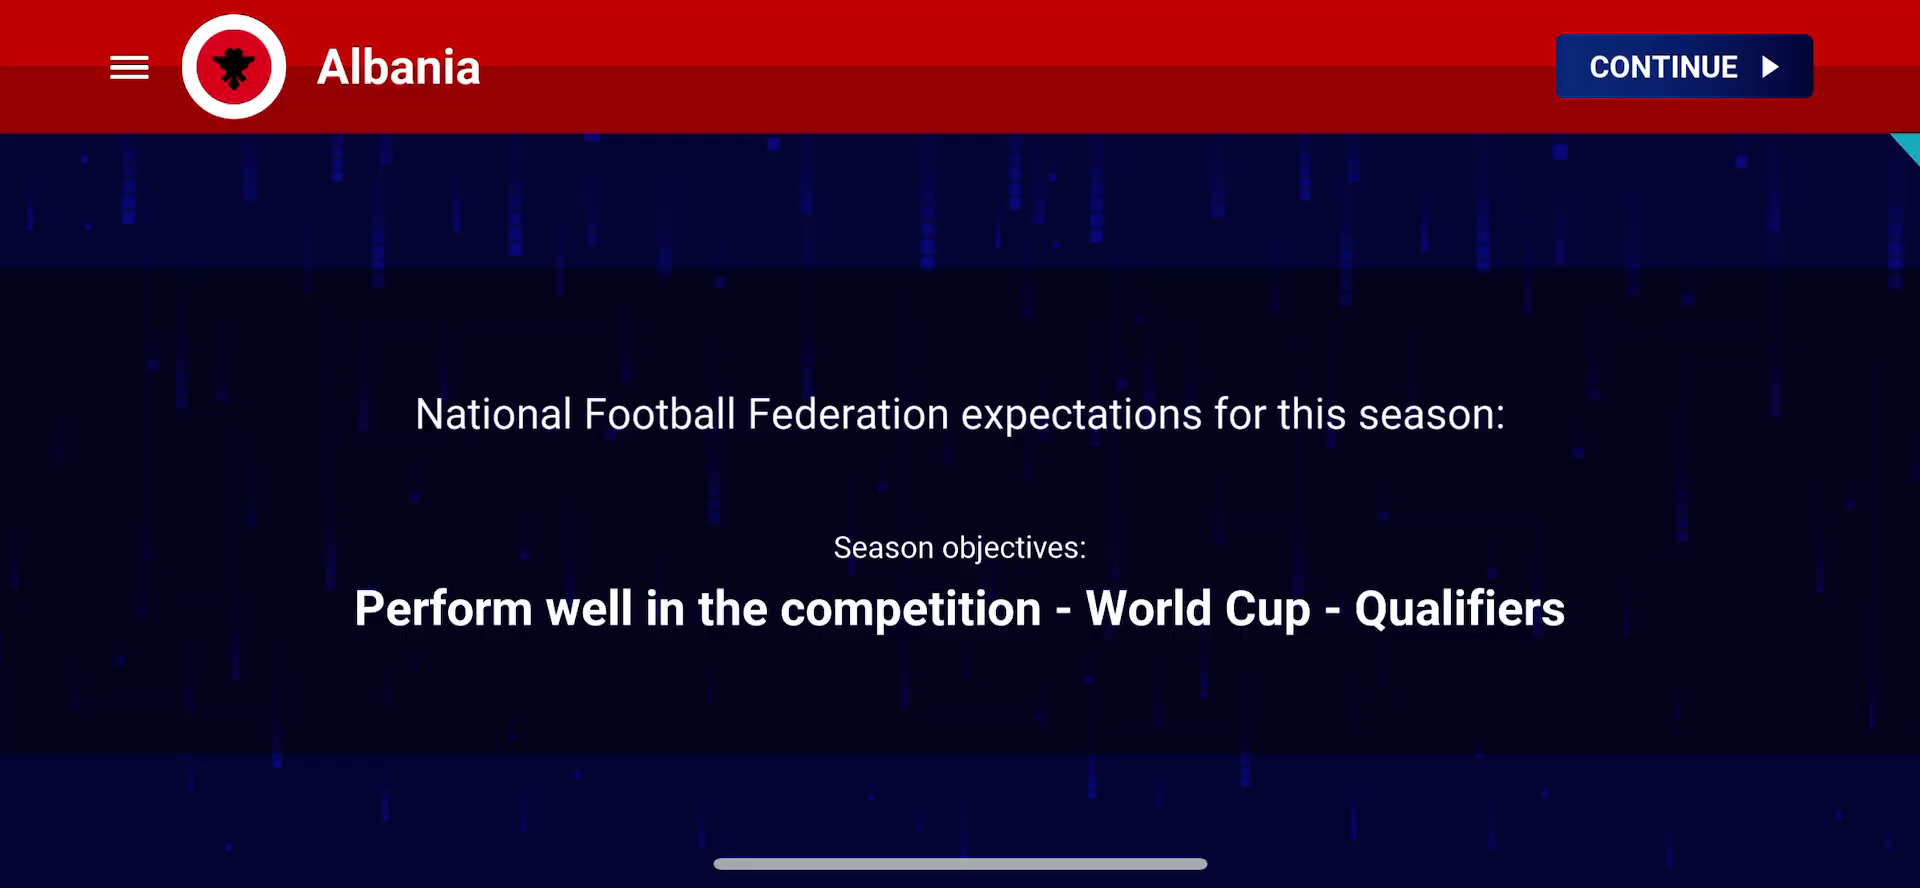 Albania
CONTINUE
National Football Federation expectations for this season:
Season objectives:
Perform well in the competition - World Cup - Qualifiers